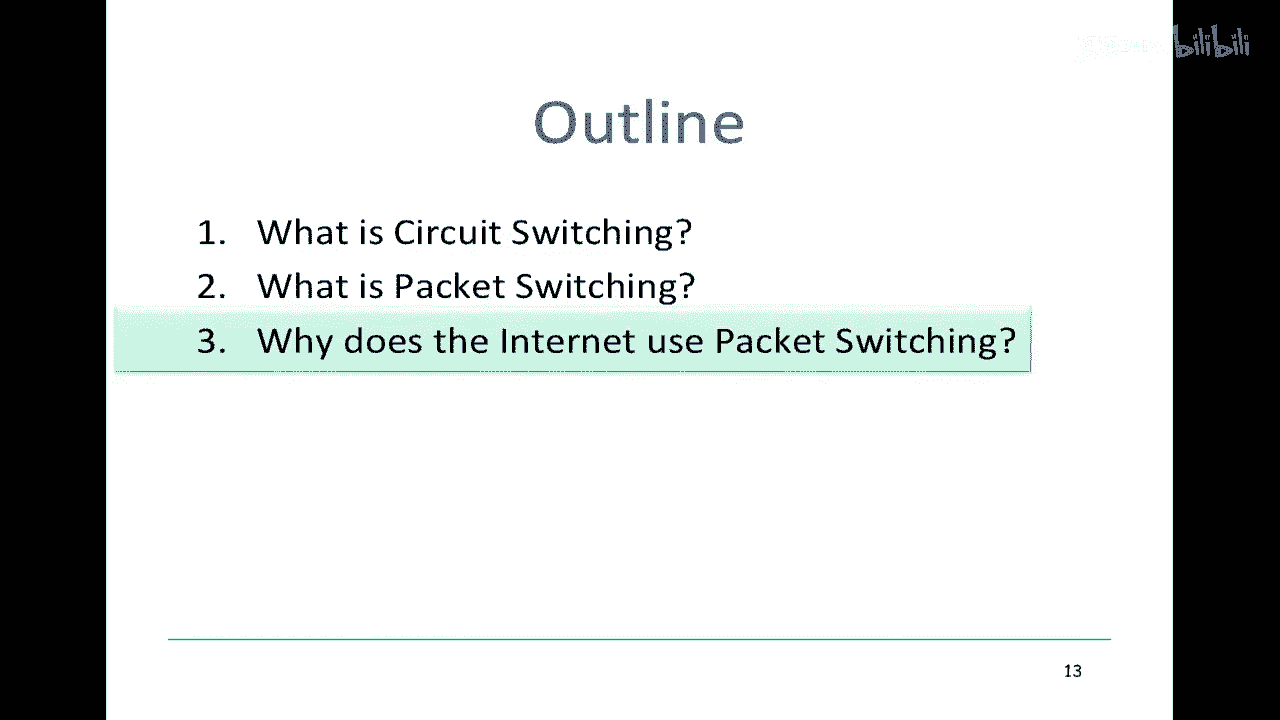 bilibili
Outline
1. What is Circuit Switching?
2. What is Packet Switching?
3. Why does the Internet use Packet Switching?
13